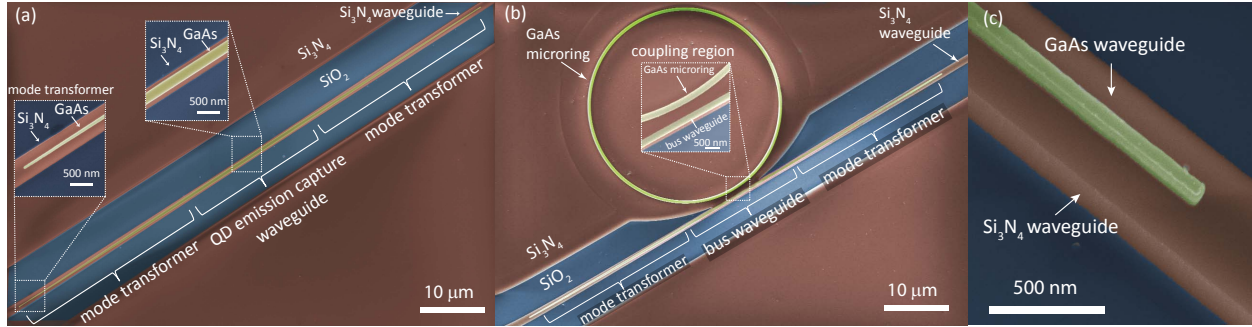 (a)
Si3N4 waveguide
GaAs
Si3N4
500 nm
mode transformer
GaAs
Si3N4
500 nm
Si3N4
SiO2
mode transformer
QD emission capture
waveguide
mode transformer
10 μm
(b)
GaAs
microring
coupling region
GaAs microring
bus waveguide
500 nm
Si3N4
waveguide
mode transformer
bus waveguide
mode transformer
Si3N4
SiO2
10 μm
(c)
GaAs waveguide
Si3N4 waveguide
500 nm